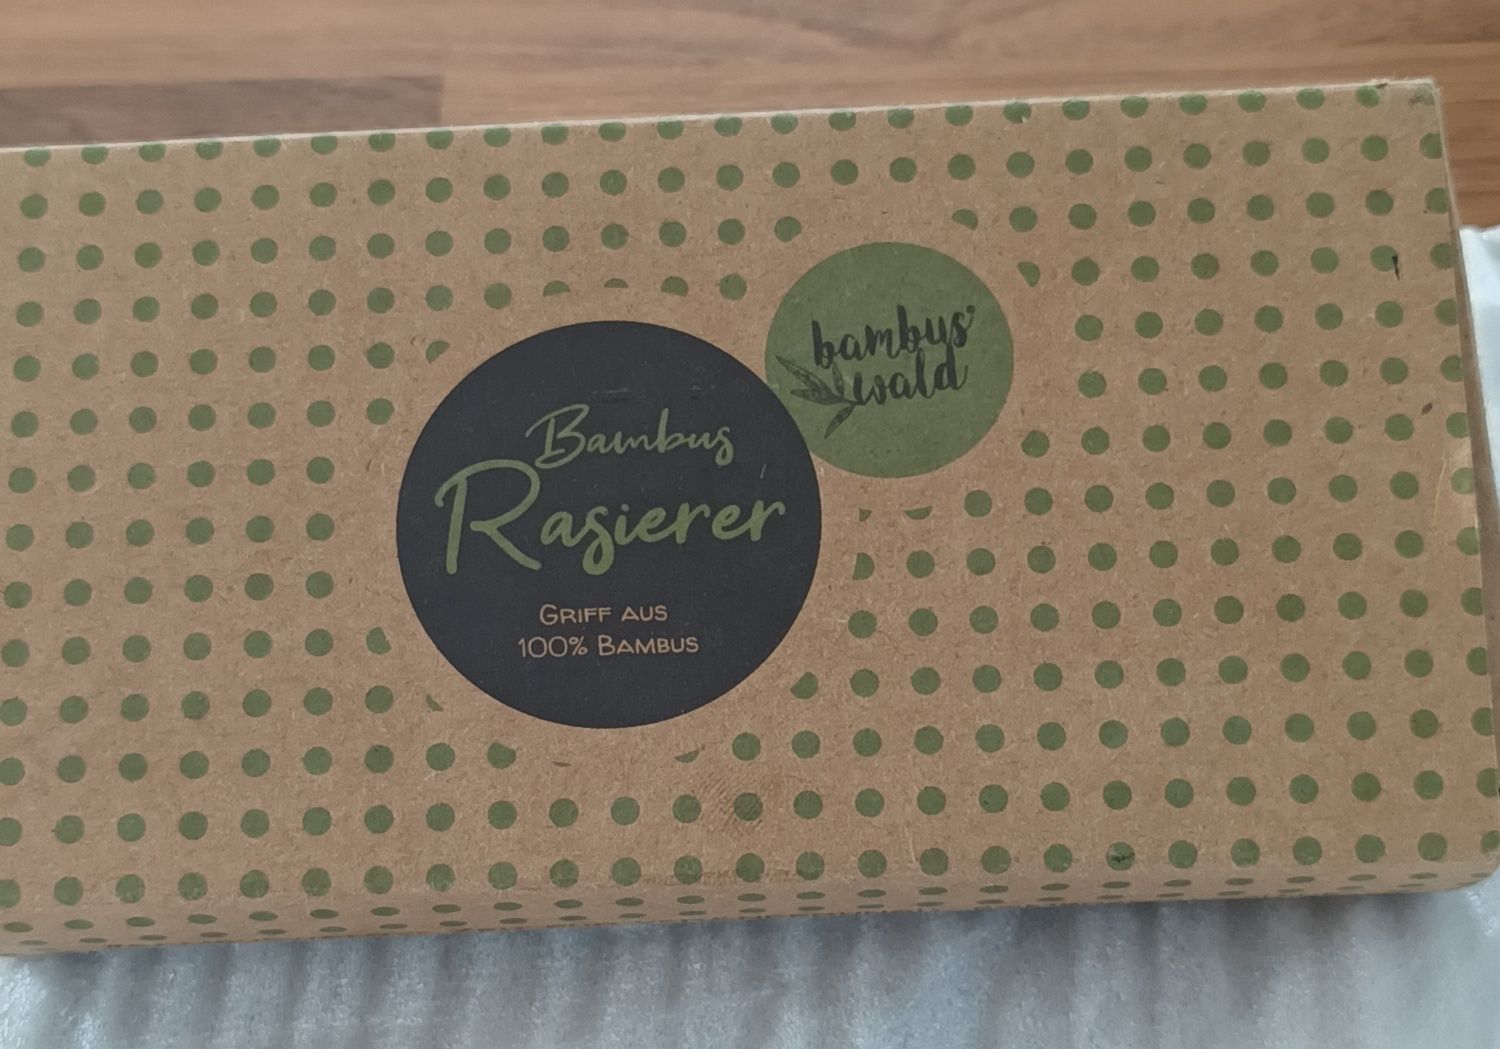 bambus
wald
Bambus
Rasierer
GRIFF AUS
100% BAMBUS